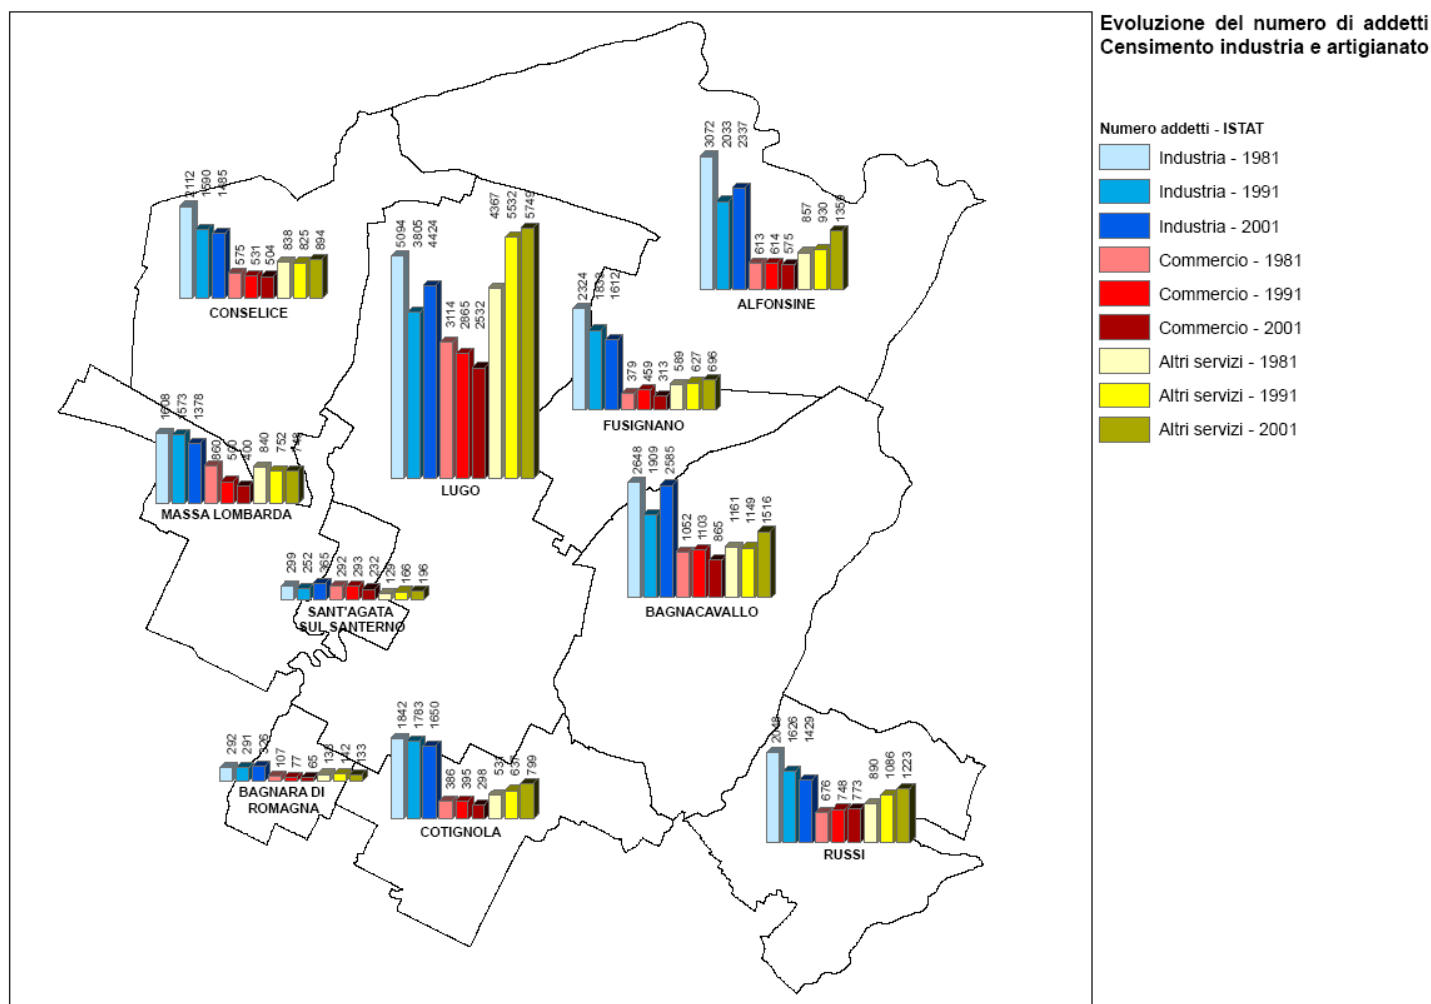 Evoluzione del numero di addetti
Censimento industria e artigianato
Numero addetti - ISTAT
Industria - 1981
Industria - 1991
Industria - 2001
Commercio - 1981
Commercio - 1991
Commercio - 2001
Altri servizi - 1981
Altri servizi - 1991
Altri servizi - 2001
3072 2033 2337 613 614 575 857 930
ALFONSINE
2112 1590 1485 575 531 504 838 825 894
CONSELICE
5094 3805 4424 3114 2865 2532 4367 5532 5749
LUGO
2324 1833 1612 379 459 313 589 627 696
FUSIGNANO
1608 1573 1378 860 500 400 840 752
MASSA LOMBARDA
2648 1909 2585 1052 1103 865 1161 1149 1516
BAGNACAVALLO
299 252 365 292 293 232 129 166 196
SANT'AGATA
SUL SANTERNO
292 291 326 107 77 65 142 133
BAGNARA DI
ROMAGNA
1842 1783 1650 386 395 298 799
COTIGNOLA
2048 1626 1429 676 748 773 890 1086 1223
RUSSI